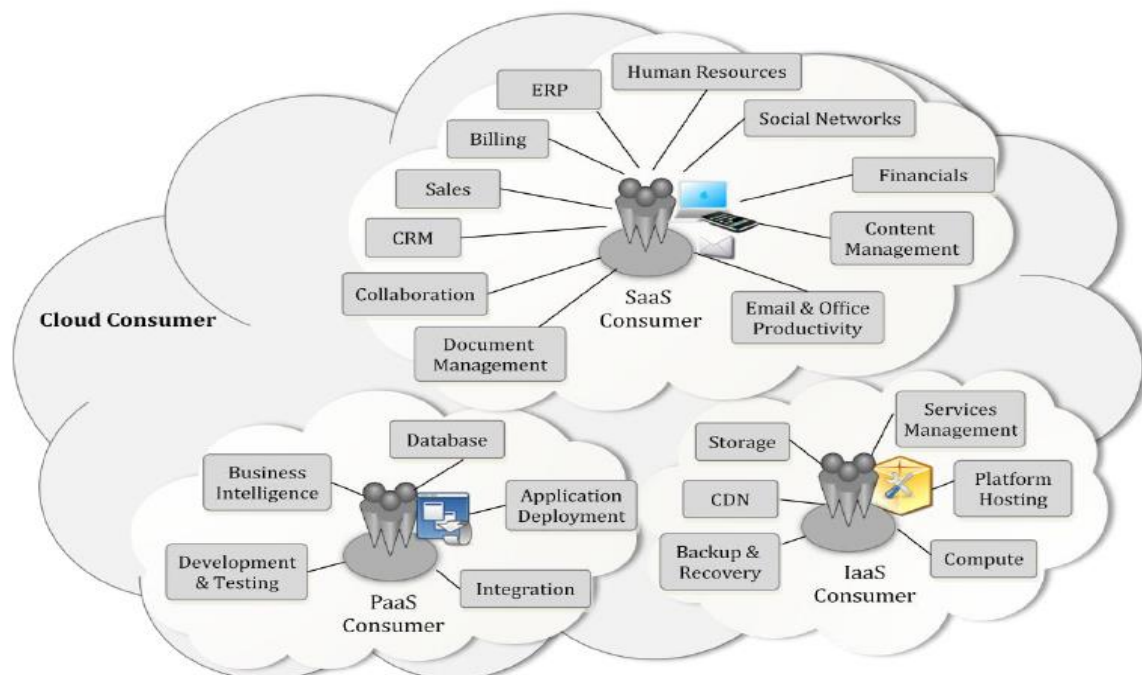 Human Resources
ERP
Social Networks
Billing
Financials
Sales
Content
Management
CRM
Collaboration
SaaS
Consumer
Email & Office
Productivity
Document
Management
Cloud Consumer
Database
Business
Intelligence
Application
Deployment
Development
& Testing
Integration
PaaS
Consumer
Services
Management
Storage
Platform
Hosting
CDN
Backup &
Recovery
Compute
IaaS
Consumer